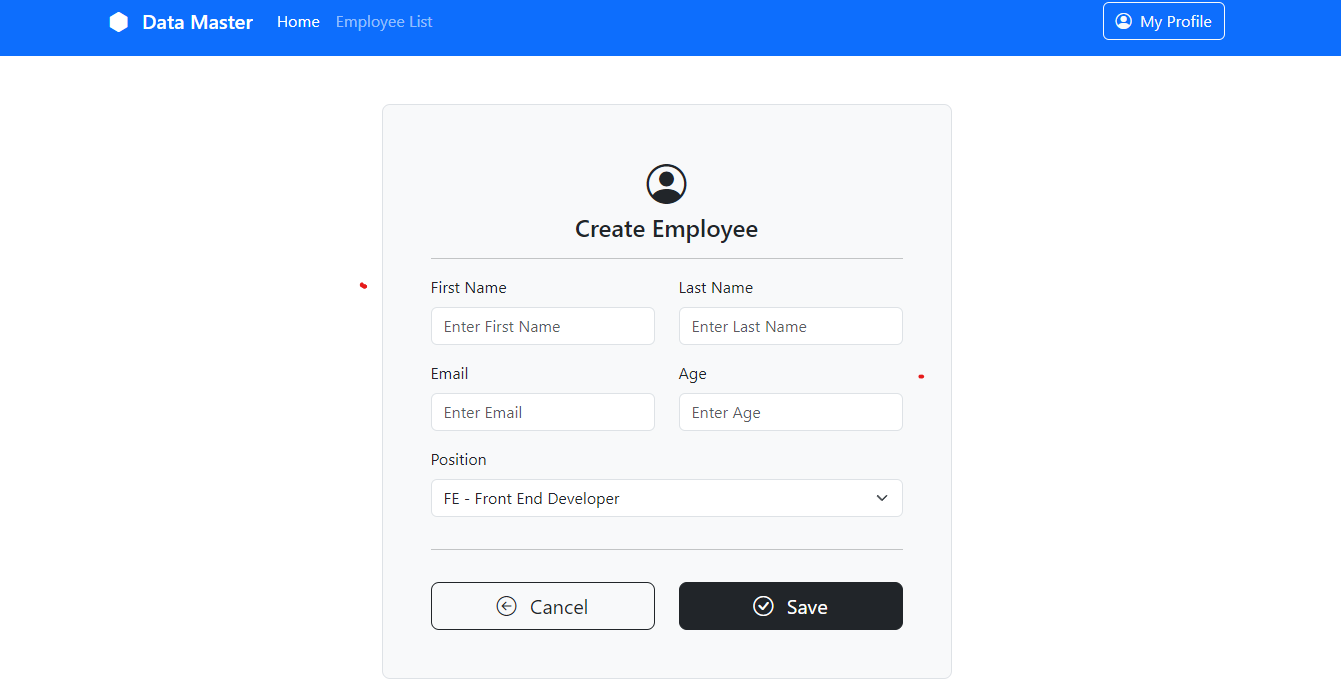 Data Master Home Employee List My Profile
Create Employee
First Name Last Name
Enter First Name Enter Last Name
Email Age
Enter Email Enter Age
Position
FE - Front End Developer
Cancel Save